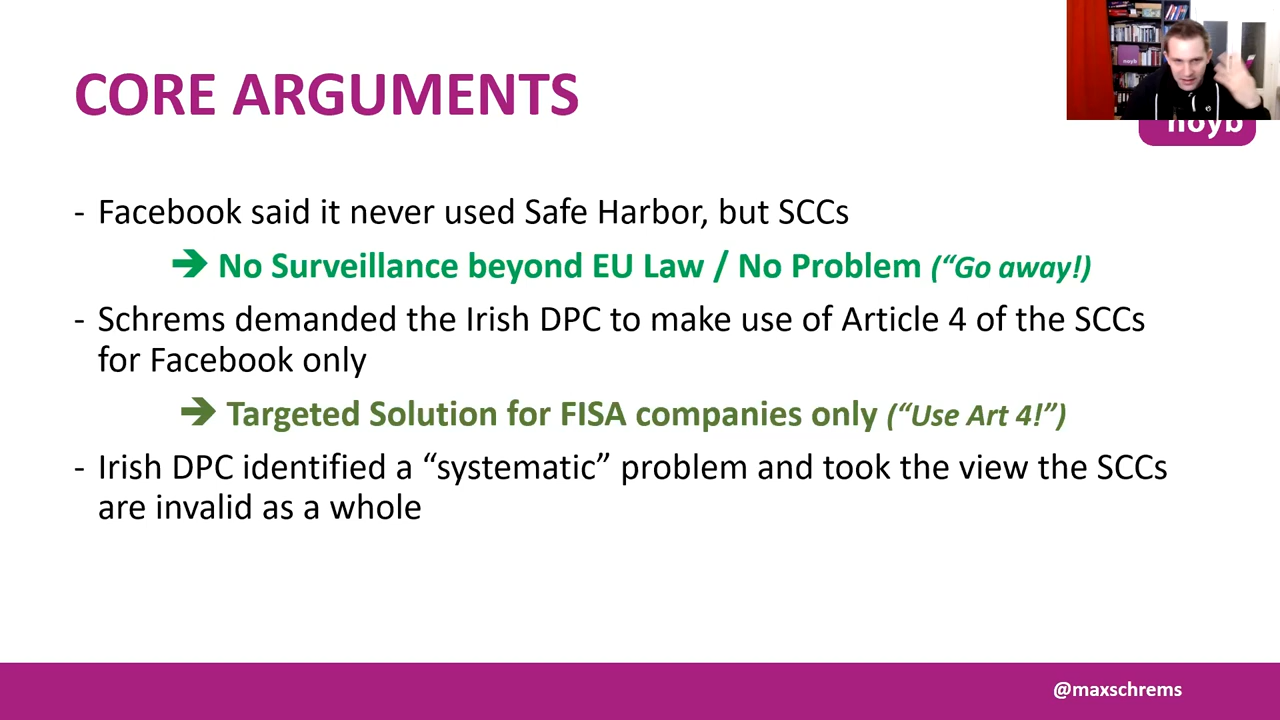 CORE ARGUMENTS
noyb
noyb
- Facebook said it never used Safe Harbor, but SCCs
➔ No Surveillance beyond EU Law / No Problem (“Go away!)
- Schrems demanded the Irish DPC to make use of Article 4 of the SCCs
for Facebook only
➔ Targeted Solution for FISA companies only (“Use Art 4!”)
- Irish DPC identified a “systematic” problem and took the view the SCCs
are invalid as a whole
@maxschrems